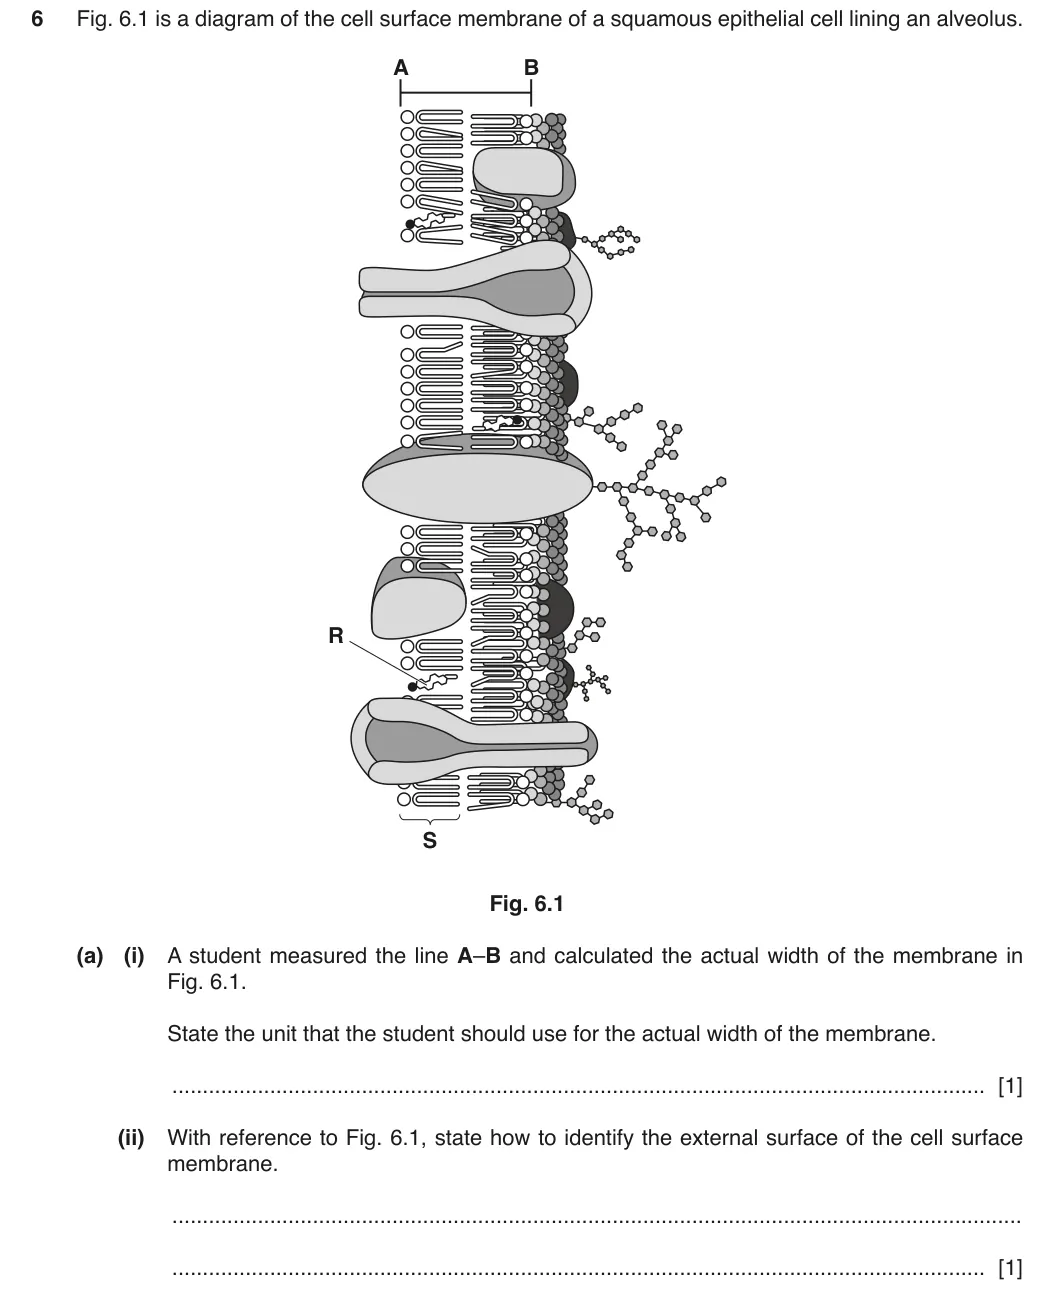 6 Fig. 6.1 is a diagram of the cell surface membrane of a squamous epithelial cell lining an alveolus.
A B
R
S
Fig. 6.1
(a) (i) A student measured the line A–B and calculated the actual width of the membrane in
Fig. 6.1.
State the unit that the student should use for the actual width of the membrane.
...................................................................................................................................... [1]
(ii) With reference to Fig. 6.1, state how to identify the external surface of the cell surface
membrane.
............................................................................................................................................
...................................................................................................................................... [1]